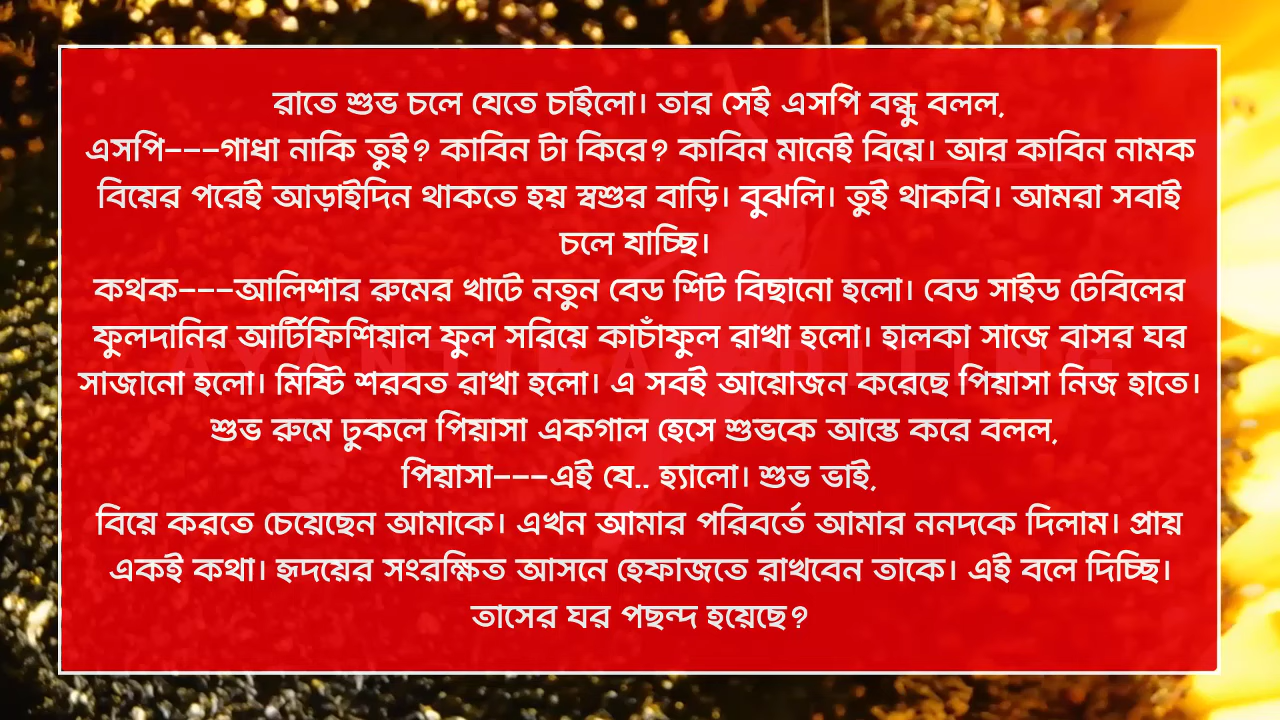 রাতে শুভ চলে যেতে চাইলো। তার সেই এসপি বন্ধু বলল,
এসপি---গাধা নাকি তুই? কাবিন টা কিরে? কাবিন মানেই বিয়ে। আর কাবিন নামক
বিয়ের পরেই আড়াইদিন থাকতে হয় স্বশুর বাড়ি। বুঝলি। তুই থাকবি। আমরা সবাই
চলে যাচ্ছি।
কথক---আলিশার রুমের খাটে নতুন বেড শিট বিছানো হলো। বেড সাইড টেবিলের
ফুলদানির আর্টিফিশিয়াল ফুল সরিয়ে কাচাঁফুল রাখা হলো। হালকা সাজে বাসর ঘর
সাজানো হলো। মিষ্টি শরবত রাখা হলো। এ সবই আয়োজন করেছে পিয়াসা নিজ হাতে।
শুভ রুমে ঢুকলে পিয়াসা একগাল হেসে শুভকে আস্তে করে বলল,
পিয়াসা---এই যে.. হ্যালো। শুভ ভাই,
বিয়ে করতে চেয়েছেন আমাকে। এখন আমার পরিবর্তে আমার ননদকে দিলাম। প্রায়
একই কথা। হৃদয়ের সংরক্ষিত আসনে হেফাজতে রাখবেন তাকে। এই বলে দিচ্ছি।
তাসের ঘর পছন্দ হয়েছে?